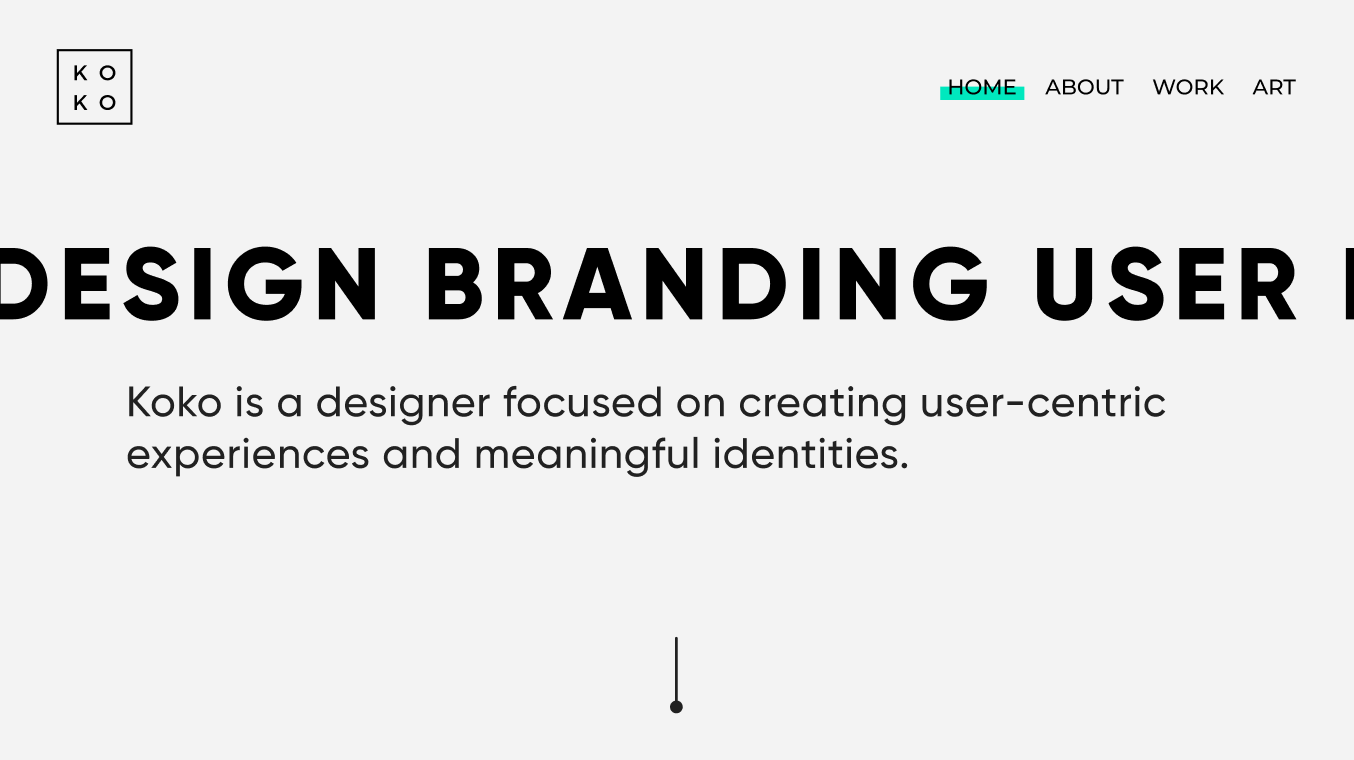 K O
K O
HOME ABOUT WORK ART
DESIGN BRANDING USER
Koko is a designer focused on creating user-centric
experiences and meaningful identities.